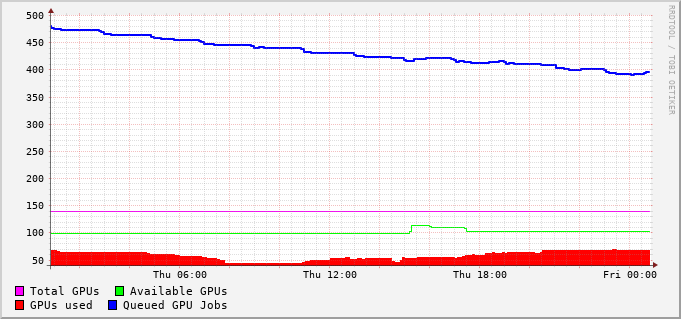 500
450
400
350
300
250
200
150
100
50
Thu 06:00 Thu 12:00 Thu 18:00 Fri 00:00
Total GPUs Available GPUs
GPUs used Queued GPU Jobs
RRDTOOL / TOBI OETIKER